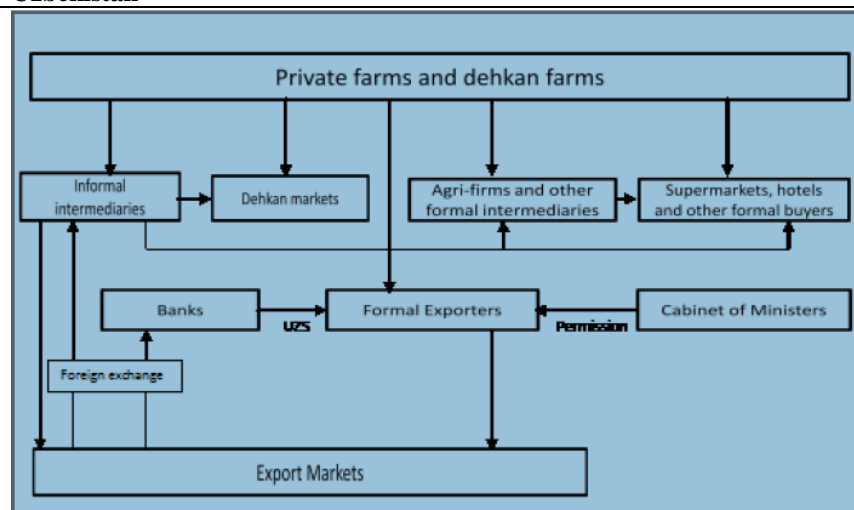 Private farms and dehkan farms
Informal
intermediaries
Dehkan markets
Agri-firms and other
formal intermediaries
Supermarkets, hotels
and other formal buyers
Banks
UZS
Formal Exporters
Permission
Cabinet of Ministers
Foreign exchange
Export Markets